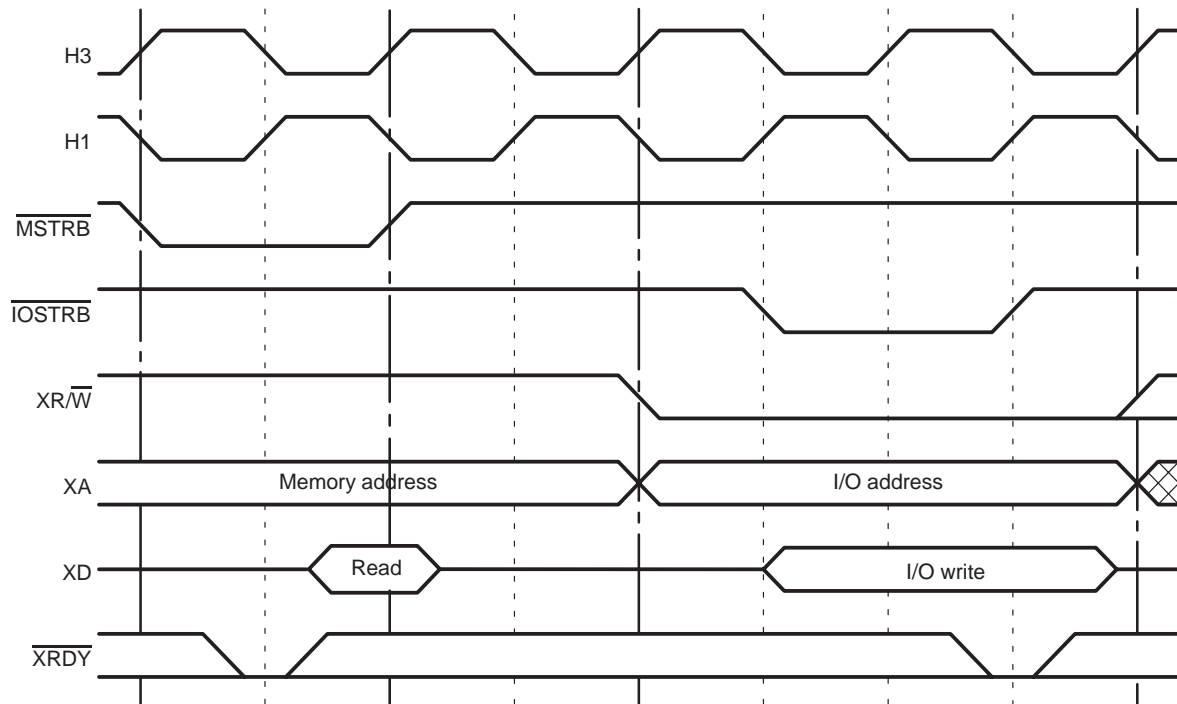 H3
H1
MSTRB
IOSTRB
XR/W
XA Memory address I/O address
XD Read I/O write
XRDY